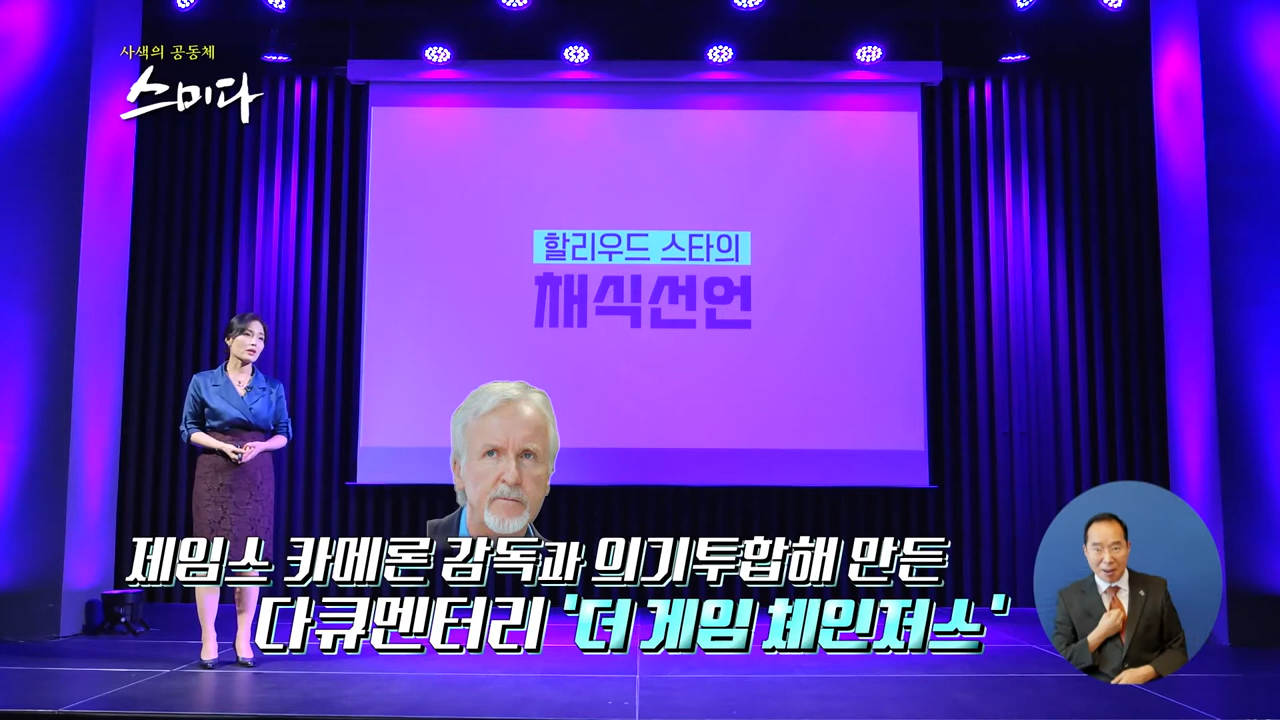 사색의 공동체
스미다
할리우드 스타의
채식선언
제임스 카메론 감독과 의기투합해 만든
다큐멘터리 '더 게임 체인져스'